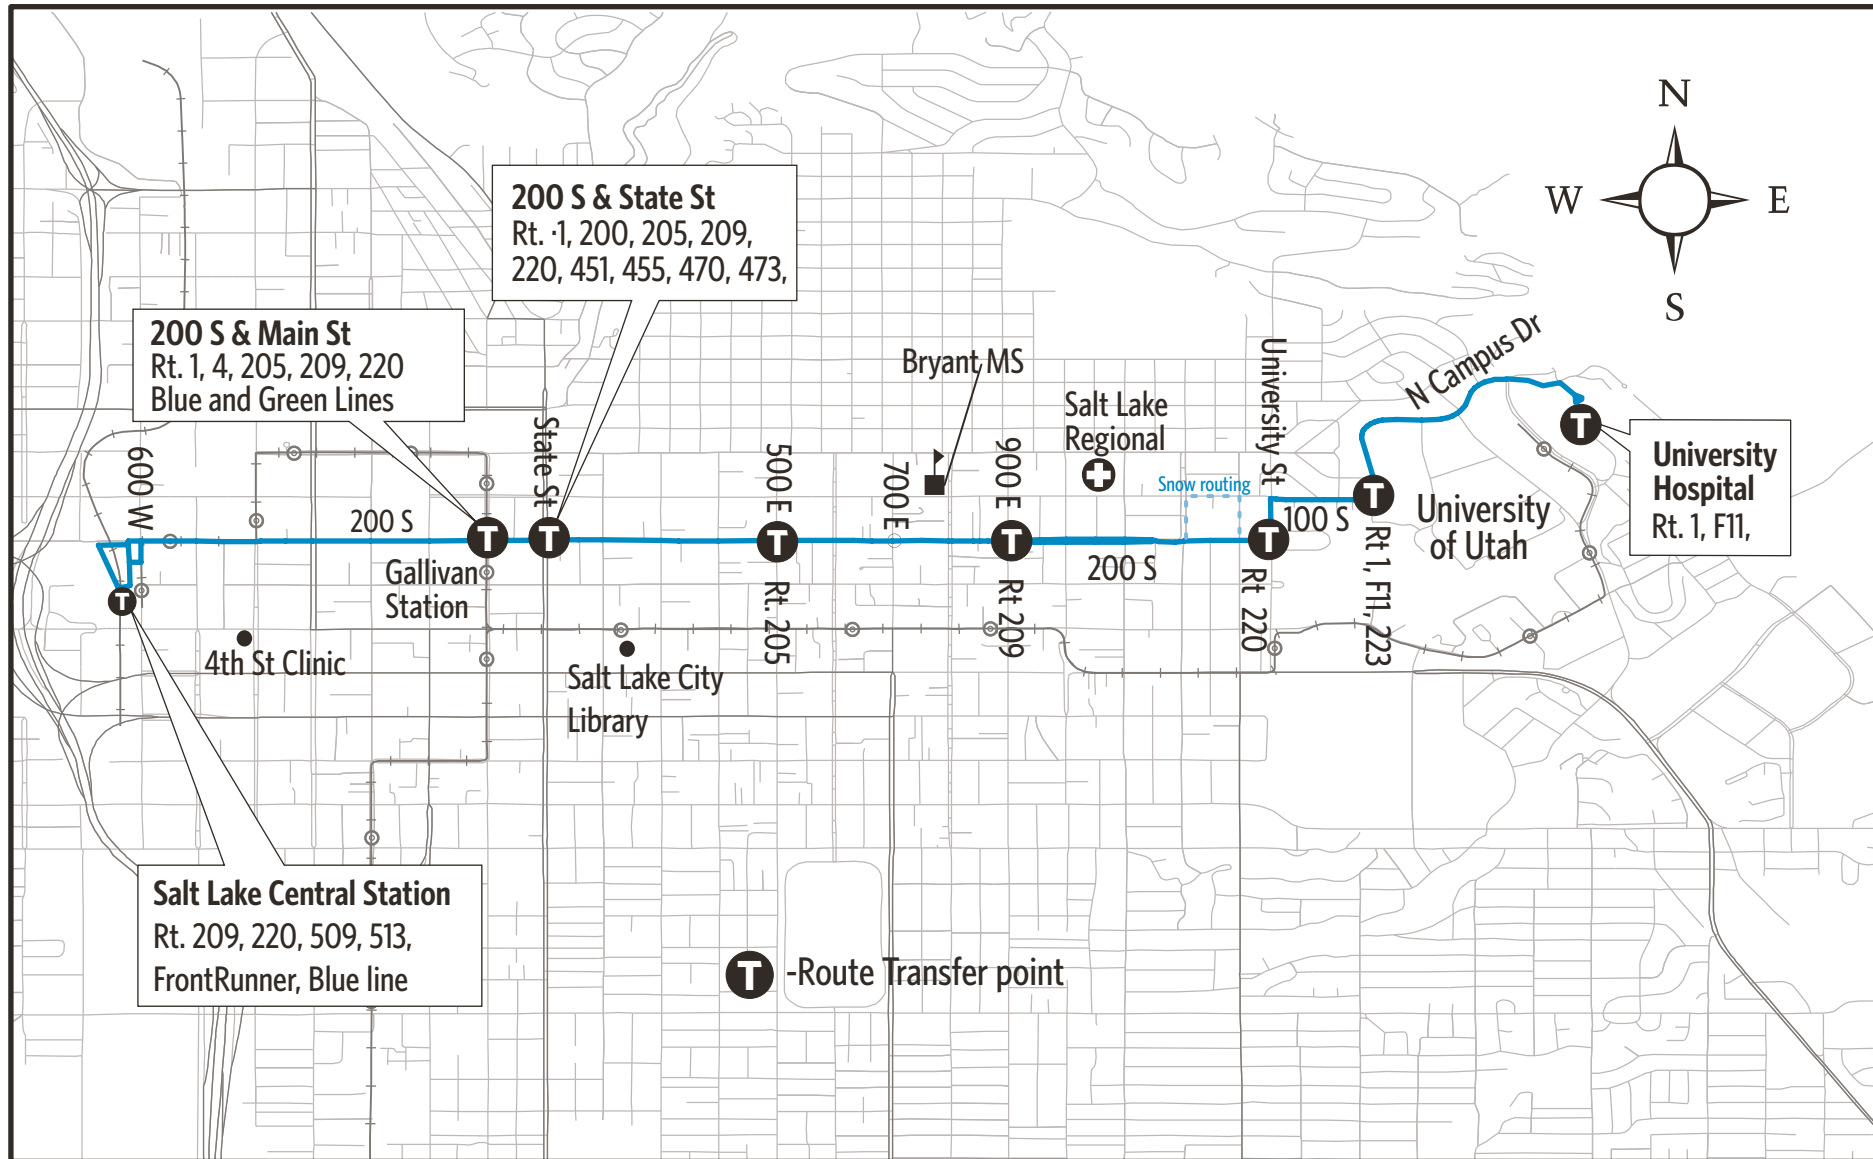 N
W
E
S
200 S & State St
Rt. ·1, 200, 205, 209,
220, 451, 455, 470, 473,
200 S & Main St
Rt. 1, 4, 205, 209, 220
Blue and Green Lines
Bryant MS
Salt Lake
Regional
University St
N Campus Dr
University
Hospital
Rt. 1, F11,
600 W
State St
500 E
700 E
900 E
Snow routing
200 S
100 S
University
of Utah
T
T
T
T
T
T
T
T
200 S
Gallivan
Station
T
Rt. 205
Rt 209
Rt 220
Rt 1, F11, 223
4th St Clinic
Salt Lake City
Library
Salt Lake Central Station
Rt. 209, 220, 509, 513,
FrontRunner, Blue line
T -Route Transfer point